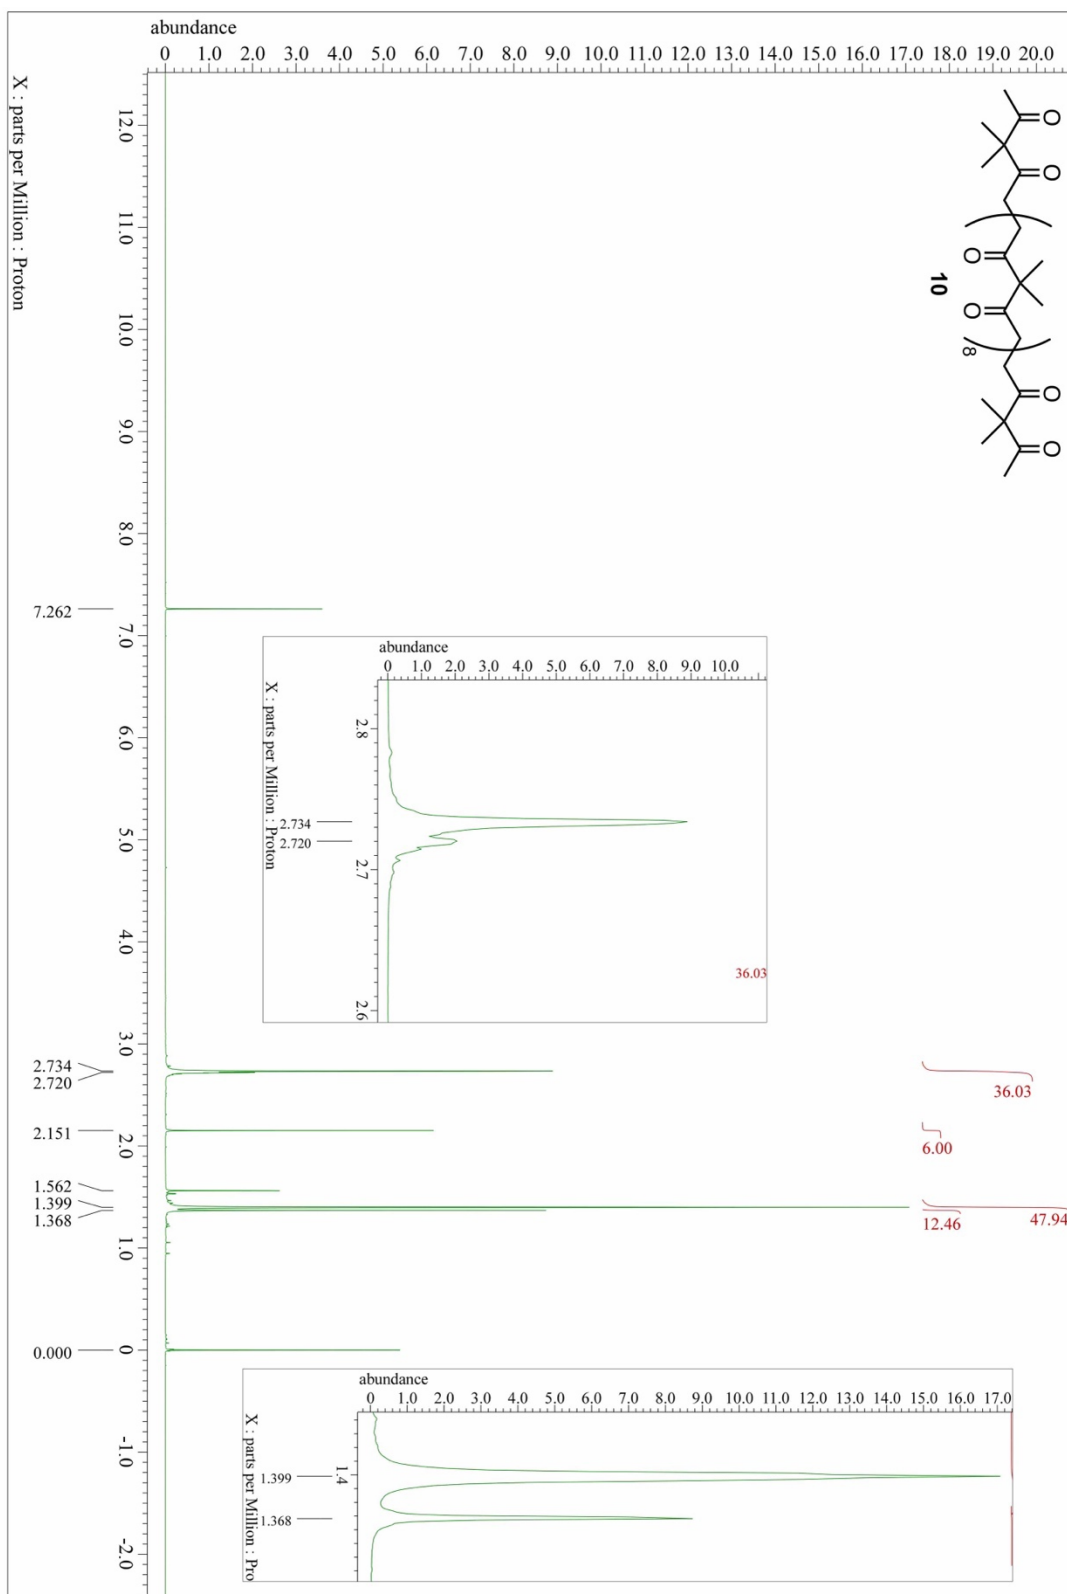 abundance
0 1.0 2.0 3.0 4.0 5.0 6.0 7.0 8.0 9.0 10.0 11.0 12.0 13.0 14.0 15.0 16.0 17.0 18.0 19.0 20.0
X : parts per Million : Proton
12.0 11.0 10.0 9.0 8.0 7.0 6.0 5.0 4.0 3.0 2.0 1.0 0 -1.0 -2.0
O
O
O
O
10
8
O
O
7.262
2.734
2.720
2.151
1.562
1.399
1.368
0.000
36.03
6.00
12.46
47.94
abundance
0 1.0 2.0 3.0 4.0 5.0 6.0 7.0 8.0 9.0 10.0
X : parts per Million : Proton
2.8 2.7 2.6
2.734
2.720
36.03
abundance
0 1.0 2.0 3.0 4.0 5.0 6.0 7.0 8.0 9.0 10.0 11.0 12.0 13.0 14.0 15.0 16.0 17.0
X : parts per Million : Pro
1.4
1.399
1.368